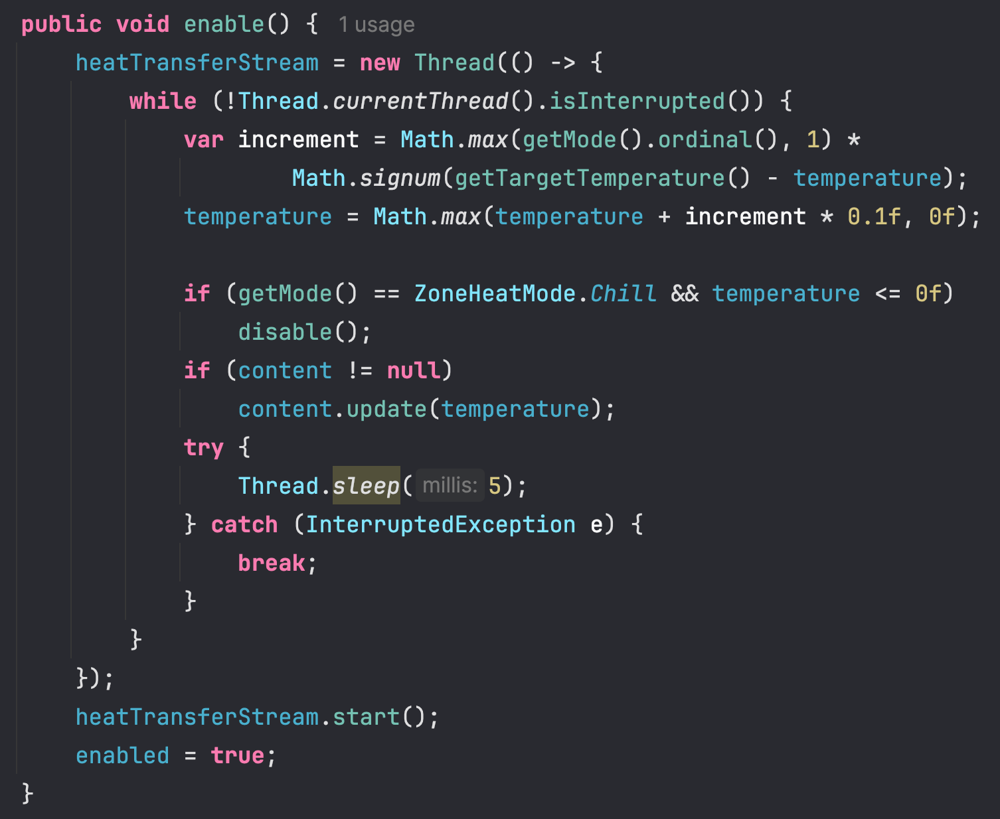 public void enable() { 1 usage
heatTransferStream = new Thread(() -> {
while (!Thread.currentThread().isInterrupted()) {
var increment = Math.max(getMode().ordinal(), 1) *
Math.signum(getTargetTemperature() - temperature);
temperature = Math.max(temperature + increment * 0.1f, 0f);
if (getMode() == ZoneHeatMode.Chill && temperature <= 0f)
disable();
if (content != null)
content.update(temperature);
try {
Thread.sleep( millis: 5);
} catch (InterruptedException e) {
break;
}
}
});
heatTransferStream.start();
enabled = true;
}